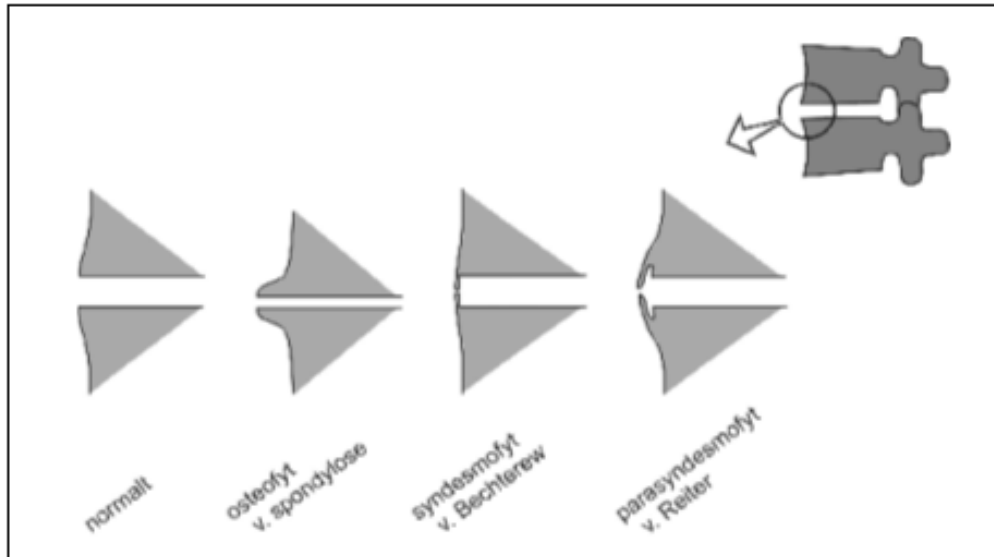 normalt
osteofyt
v. spondylose
syndesmofyt
v. Bechterew
parasyndesmofyt
v. Reiter